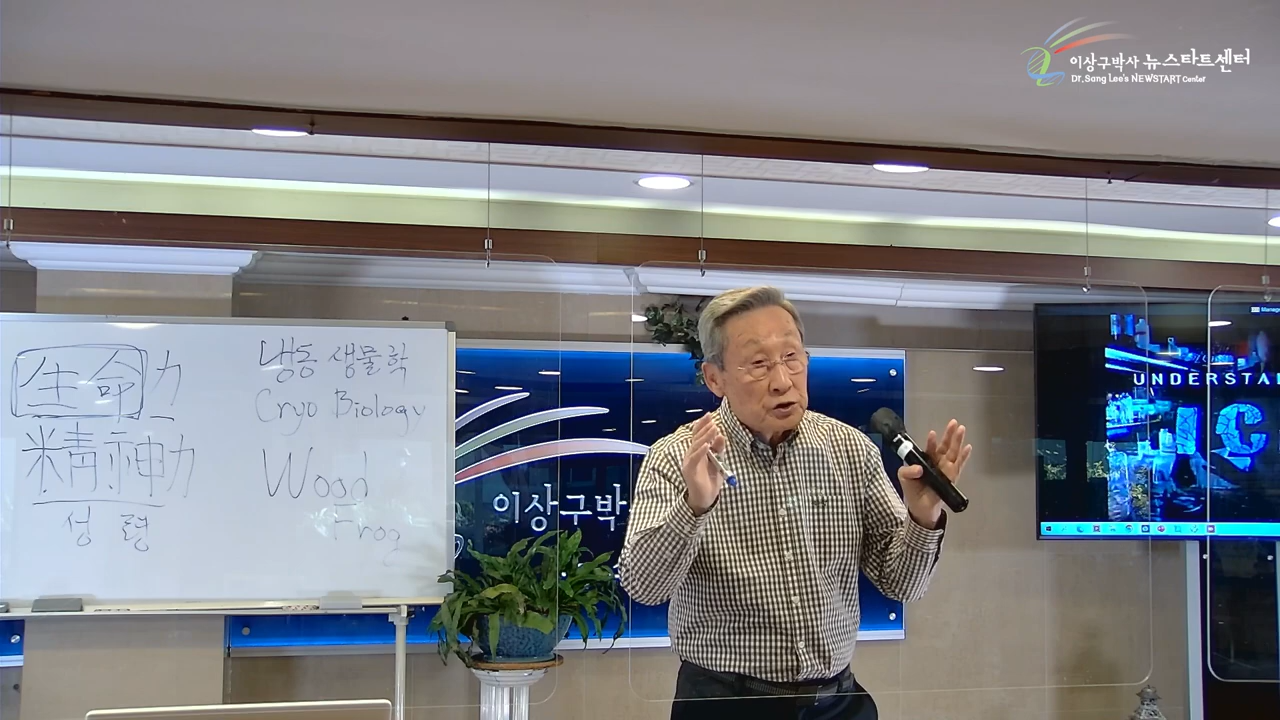 이상구박사 뉴스타트센터
Dr. Sang Lee's NEWSTART Center
生命力
精神力
성령
냉동 생물학
Cryo Biology
Wood
Frog
이상구박
UNDERSTA